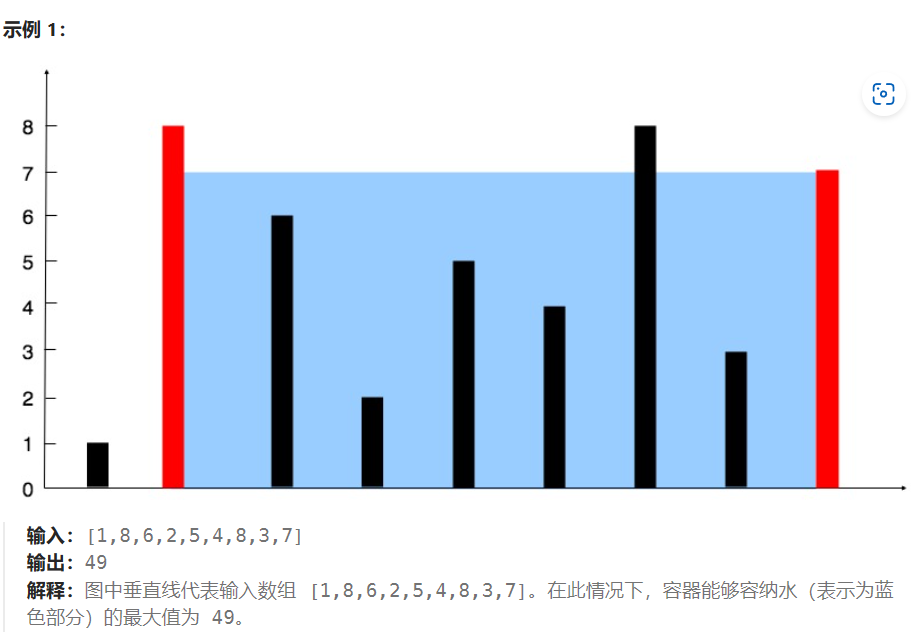 示例 1：
8
7
6
5
4
3
2
1
0
输入：[1,8,6,2,5,4,8,3,7]
输出：49
解释：图中垂直线代表输入数组 [1,8,6,2,5,4,8,3,7]。在此情况下，容器能够容纳水（表示为蓝
色部分）的最大值为 49。